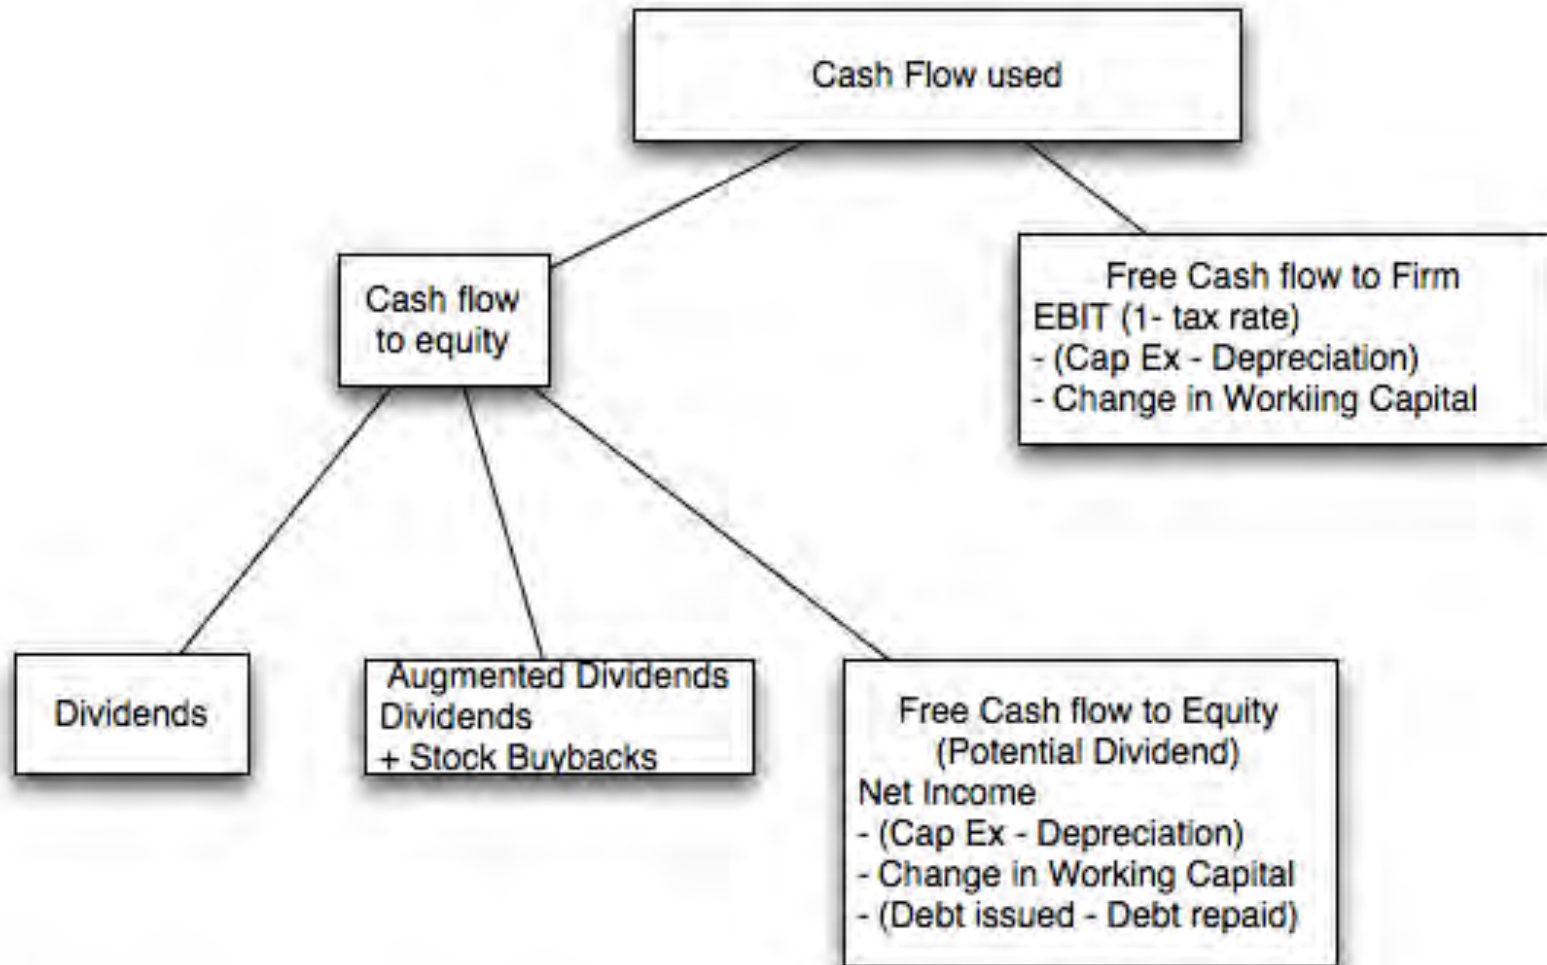 Cash Flow used
Cash flow
to equity
Free Cash flow to Firm
EBIT (1- tax rate)
- (Cap Ex - Depreciation)
- Change in Workiing Capital
Dividends
Augmented Dividends
Dividends
+ Stock Buybacks
Free Cash flow to Equity
(Potential Dividend)
Net Income
- (Cap Ex - Depreciation)
- Change in Working Capital
- (Debt issued - Debt repaid)